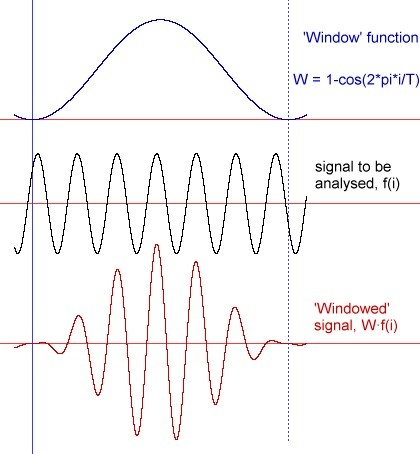 'Window' function
W = 1-cos(2*pi*i/T)
signal to be
analysed, f(i)
'Windowed'
signal, W·f(i)